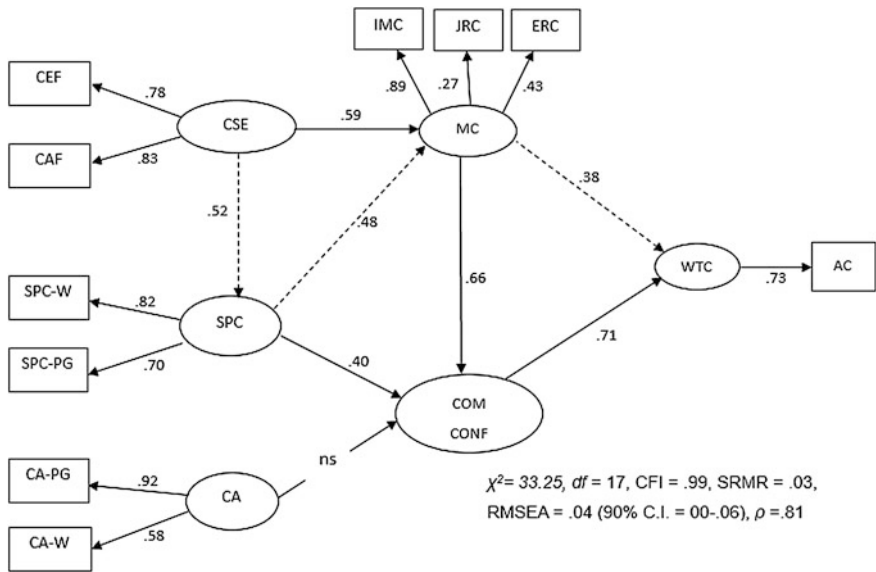 IMC
JRC
ERC
CEF
.89
.27
.43
.78
CSE
.59
MC
CAF
.83
.52
.48
.38
SPC-W
.82
.66
WTC
.73
AC
SPC
SPC-PG
.70
.40
.71
COM
CONF
ns
CA-PG
.92
CA
CA-W
.58
χ²= 33.25, df = 17, CFI = .99, SRMR = .03,
RMSEA = .04 (90% C.I. = 00-.06), ρ =.81